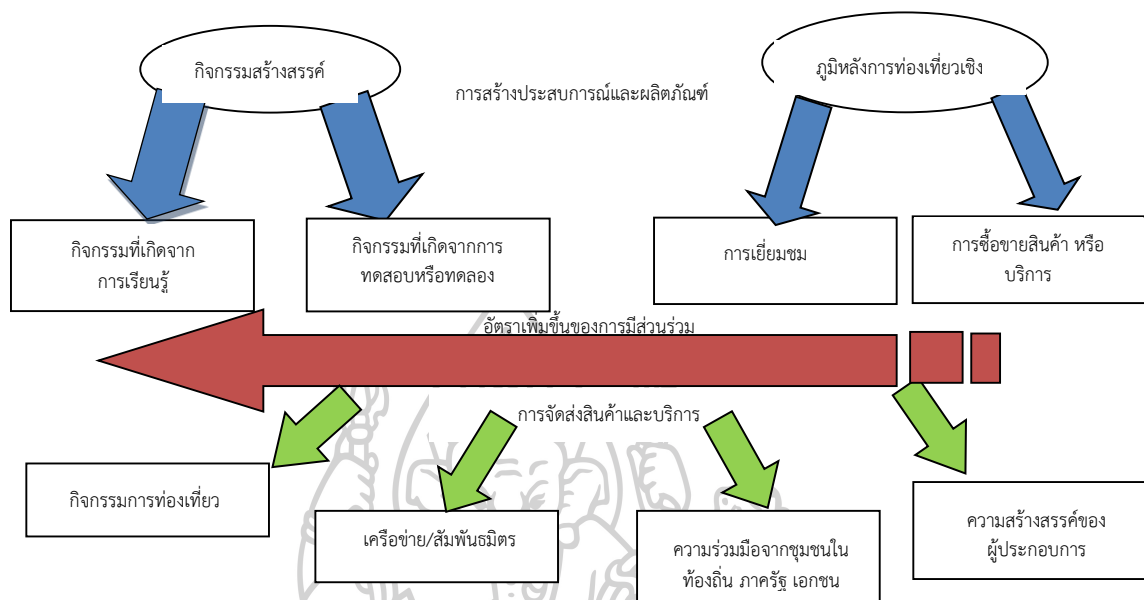 กิจกรรมสร้างสรรค์
ภูมิหลังการท่องเที่ยวเชิง
การสร้างประสบการณ์และผลิตภัณฑ์
กิจกรรมที่เกิดจาก
การเรียนรู้
กิจกรรมที่เกิดจากการ
ทดสอบหรือทดลอง
การเยี่ยมชม
การซื้อขายสินค้า หรือ
บริการ
อัตราเพิ่มขึ้นของการมีส่วนร่วม
การจัดส่งสินค้าและบริการ
กิจกรรมการท่องเที่ยว
เครือข่าย/สัมพันธมิตร
ความร่วมมือจากชุมชนใน
ท้องถิ่น ภาครัฐ เอกชน
ความสร้างสรรค์ของ
ผู้ประกอบการ